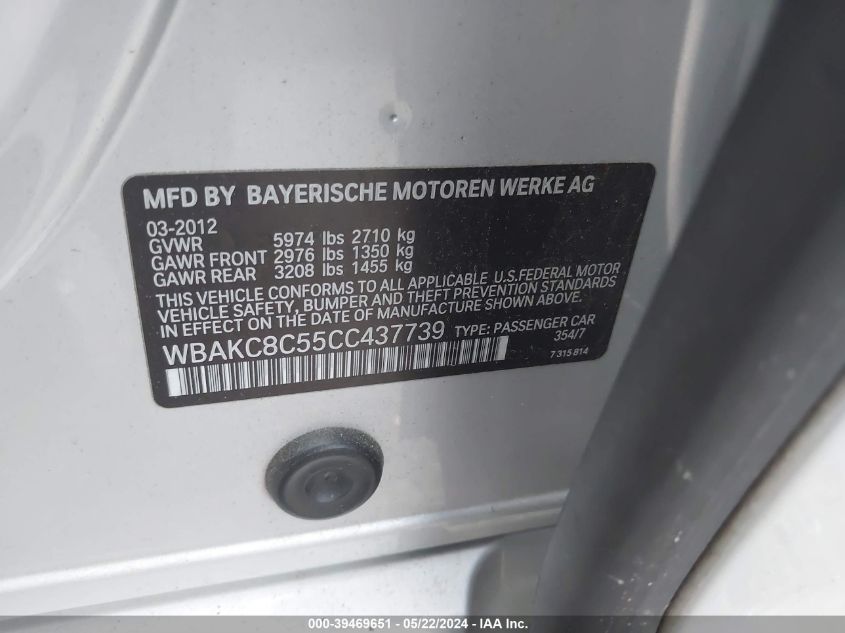 MFD BY BAYERISCHE MOTOREN WERKE AG
03-2012
GVWR 5974 lbs 2710 kg
GAWR FRONT 2976 lbs 1350 kg
GAWR REAR 3208 lbs 1455 kg
THIS VEHICLE CONFORMS TO ALL APPLICABLE U.S.FEDERAL MOTOR
VEHICLE SAFETY, BUMPER AND THEFT PREVENTION STANDARDS
IN EFFECT ON THE DATE OF MANUFACTURE SHOWN ABOVE.
WBAKC8C55CC437739 TYPE: PASSENGER CAR
354/7
7 315 814
000-39469651 - 05/22/2024 - IAA Inc.